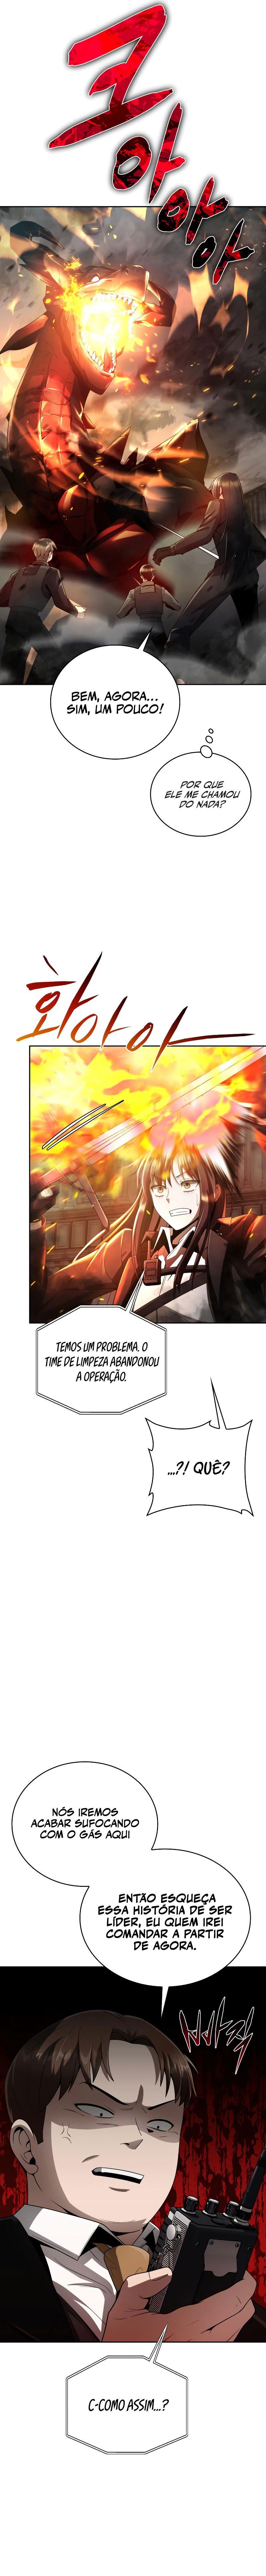 크아아아
BEM, AGORA...
SIM, UM POUCO!
POR QUE
ELE ME CHAMOU
DO NADA?
화아아
TEMOS UM PROBLEMA. O
TIME DE LIMPEZA ABANDONOU
A OPERAÇÃO.
...?! QUÊ?
NÓS IREMOS
ACABAR SUFOCANDO
COM O GÁS AQUI
ENTÃO ESQUEÇA
ESSA HISTÓRIA DE SER
LÍDER, EU QUEM IREI
COMANDAR A PARTIR
DE AGORA.
C-COMO ASSIM...?